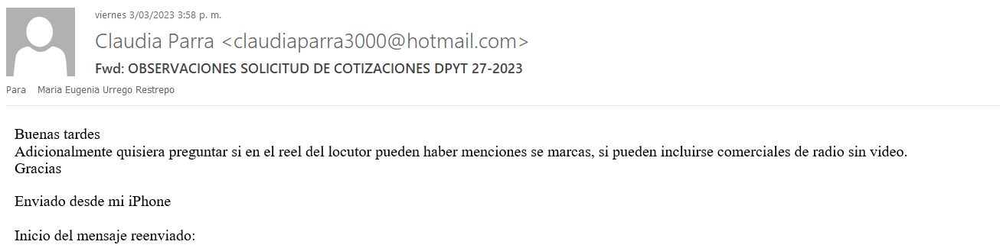 viernes 3/03/2023 3:58 p. m.
Claudia Parra <claudiaparra3000@hotmail.com>
Fwd: OBSERVACIONES SOLICITUD DE COTIZACIONES DPYT 27-2023
Para Maria Eugenia Urrego Restrepo
Buenas tardes
Adicionalmente quisiera preguntar si en el reel del locutor pueden haber menciones se marcas, si pueden incluirse comerciales de radio sin video.
Gracias
Enviado desde mi iPhone
Inicio del mensaje reenviado: